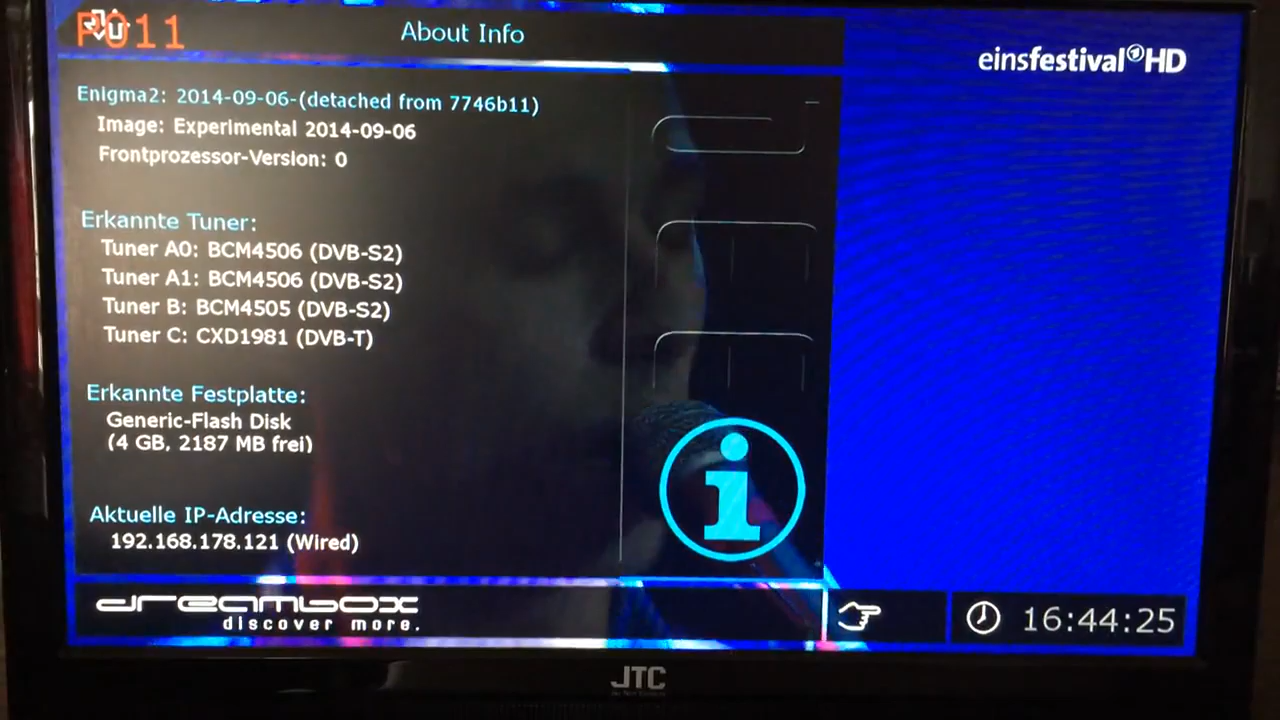 P011
About Info
einsfestival HD
Enigma2: 2014-09-06-(detached from 7746b11)
Image: Experimental 2014-09-06
Frontprozessor-Version: 0
Erkannte Tuner:
Tuner A0: BCM4506 (DVB-S2)
Tuner A1: BCM4506 (DVB-S2)
Tuner B: BCM4505 (DVB-S2)
Tuner C: CXD1981 (DVB-T)
Erkannte Festplatte:
Generic-Flash Disk
(4 GB, 2187 MB frei)
Aktuelle IP-Adresse:
192.168.178.121 (Wired)
dreambox
discover more.
16:44:25
JTC